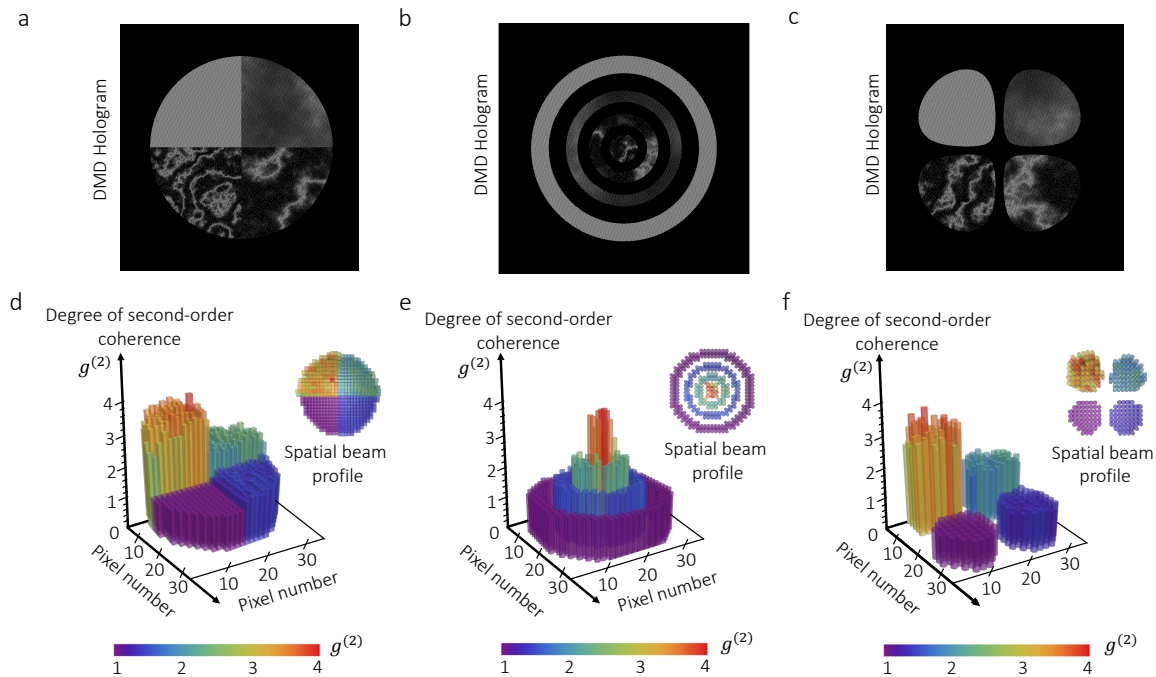 a
b
c
DMD Hologram
DMD Hologram
DMD Hologram
d
Degree of second-order
coherence
g⁽²⁾
4
3
2
1
0
10
20
30
Pixel number
10
20
30
Pixel number
Spatial beam
profile
1
2
3
4
g⁽²⁾
e
Degree of second-order
coherence
g⁽²⁾
4
3
2
1
0
10
20
30
Pixel number
10
20
30
Pixel number
Spatial beam
profile
1
2
3
4
g⁽²⁾
f
Degree of second-order
coherence
g⁽²⁾
4
3
2
1
0
10
20
30
Pixel number
10
20
30
Pixel number
Spatial beam
profile
1
2
3
4
g⁽²⁾